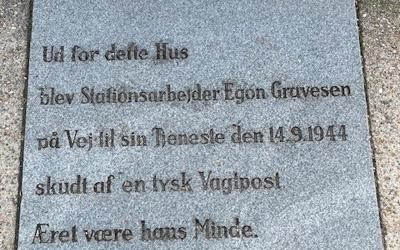 Ud for dette Hus
blev Stationsarbejder Egon Gravesen
på Vej til sin Tjeneste den 14.9.1944
skudt af en tysk Vagtpost
Æret være hans Minde.